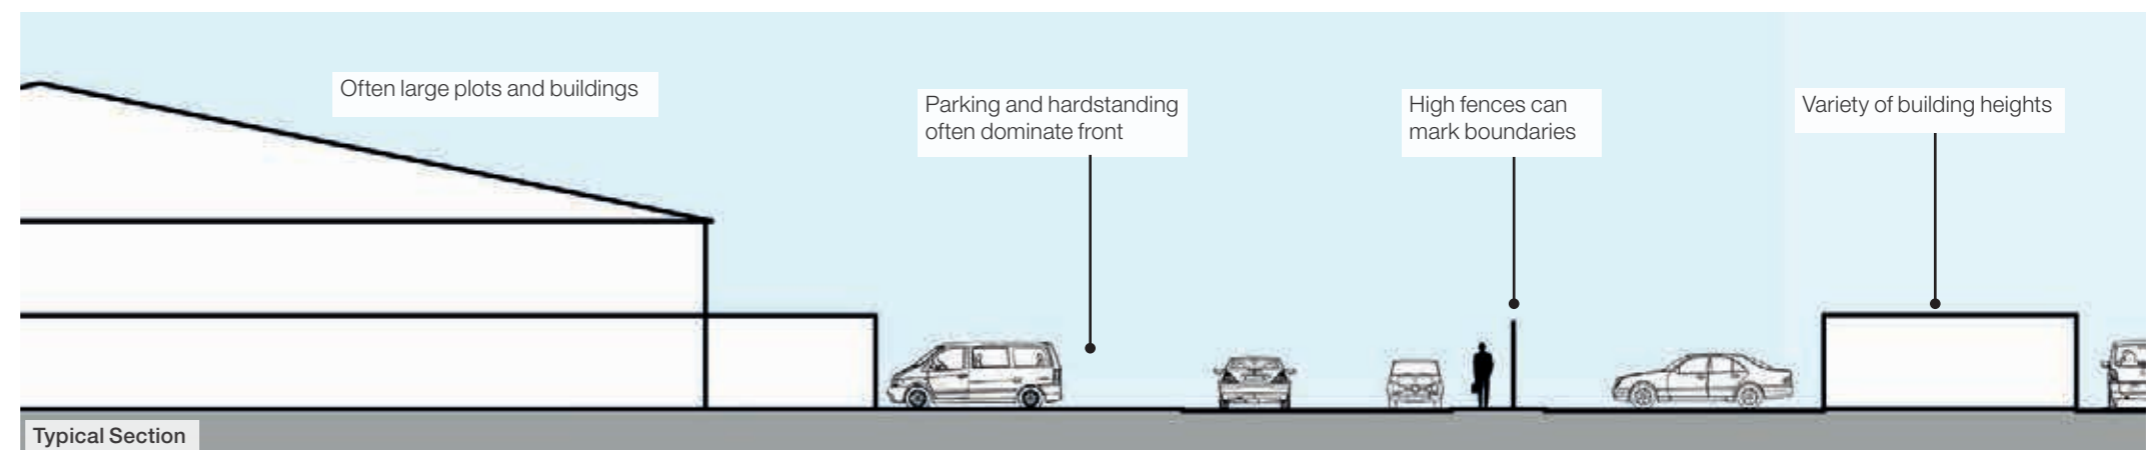 Often large plots and buildings
Parking and hardstanding
often dominate front
High fences can
mark boundaries
Variety of building heights
Typical Section